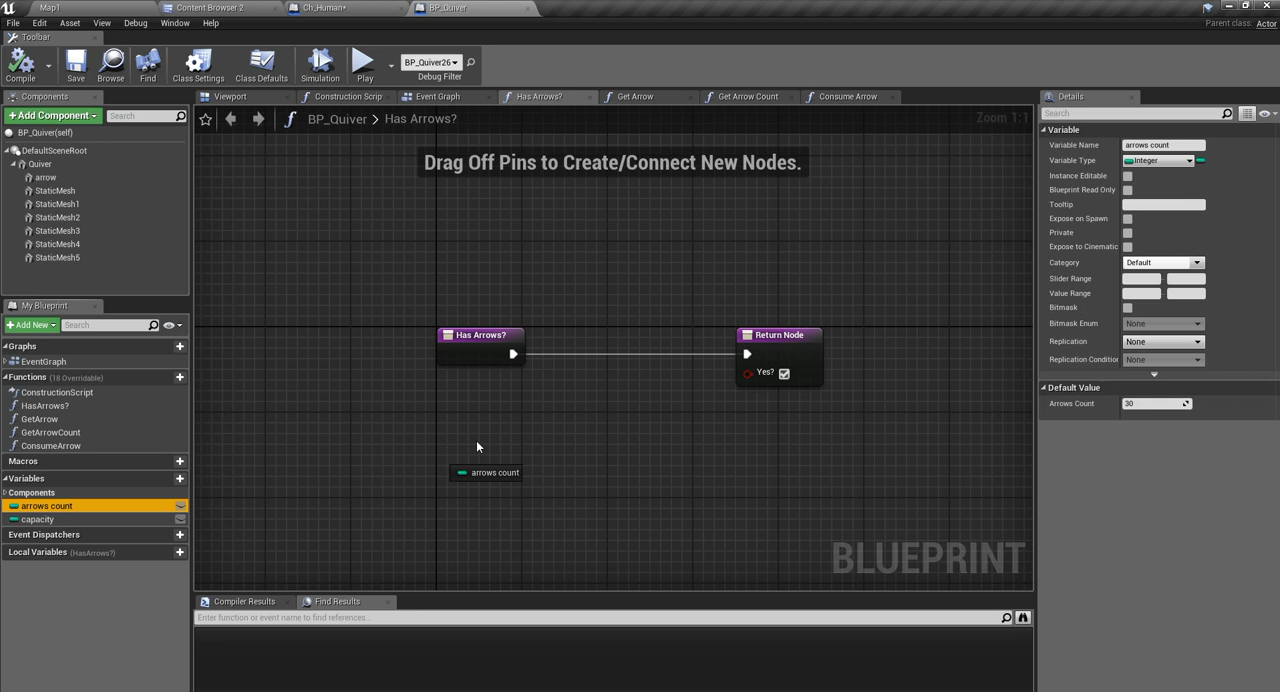 Map1
Content Browser 2
Ch_Human*
BP_Quiver
File Edit Asset View Debug Window Help
Parent class: Actor
Toolbar
Compile
Save
Browse
Find
Class Settings
Class Defaults
Simulation
Play
BP_Quiver26
Debug Filter
Components
+ Add Component
Search
BP_Quiver(self)
DefaultSceneRoot
Quiver
arrow
StaticMesh
StaticMesh1
StaticMesh2
StaticMesh3
StaticMesh4
StaticMesh5
My Blueprint
+ Add New
Search
Graphs
EventGraph
Functions (18 Overridable)
ConstructionScript
HasArrows?
GetArrow
GetArrowCount
ConsumeArrow
Macros
Variables
Components
arrows count
capacity
Event Dispatchers
Local Variables (HasArrows?)
Viewport
Construction Scrip
Event Graph
Has Arrows?
Get Arrow
Get Arrow Count
Consume Arrow
BP_Quiver > Has Arrows?
Zoom 1:1
Drag Off Pins to Create/Connect New Nodes.
Has Arrows?
Return Node
Yes?
arrows count
BLUEPRINT
Compiler Results
Find Results
Enter function or event name to find references...
Details
Search
Variable
Variable Name arrows count
Variable Type Integer
Instance Editable
Blueprint Read Only
Tooltip
Expose on Spawn
Private
Expose to Cinematic
Category Default
Slider Range
Value Range
Bitmask
Bitmask Enum None
Replication None
Replication Condition None
Default Value
Arrows Count 30